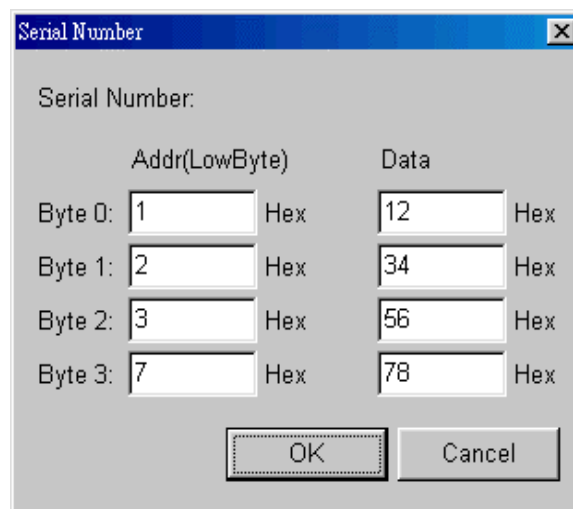 Serial Number
Serial Number:
Addr(LowByte) Data
Byte 0: 1 Hex 12 Hex
Byte 1: 2 Hex 34 Hex
Byte 2: 3 Hex 56 Hex
Byte 3: 7 Hex 78 Hex
OK Cancel